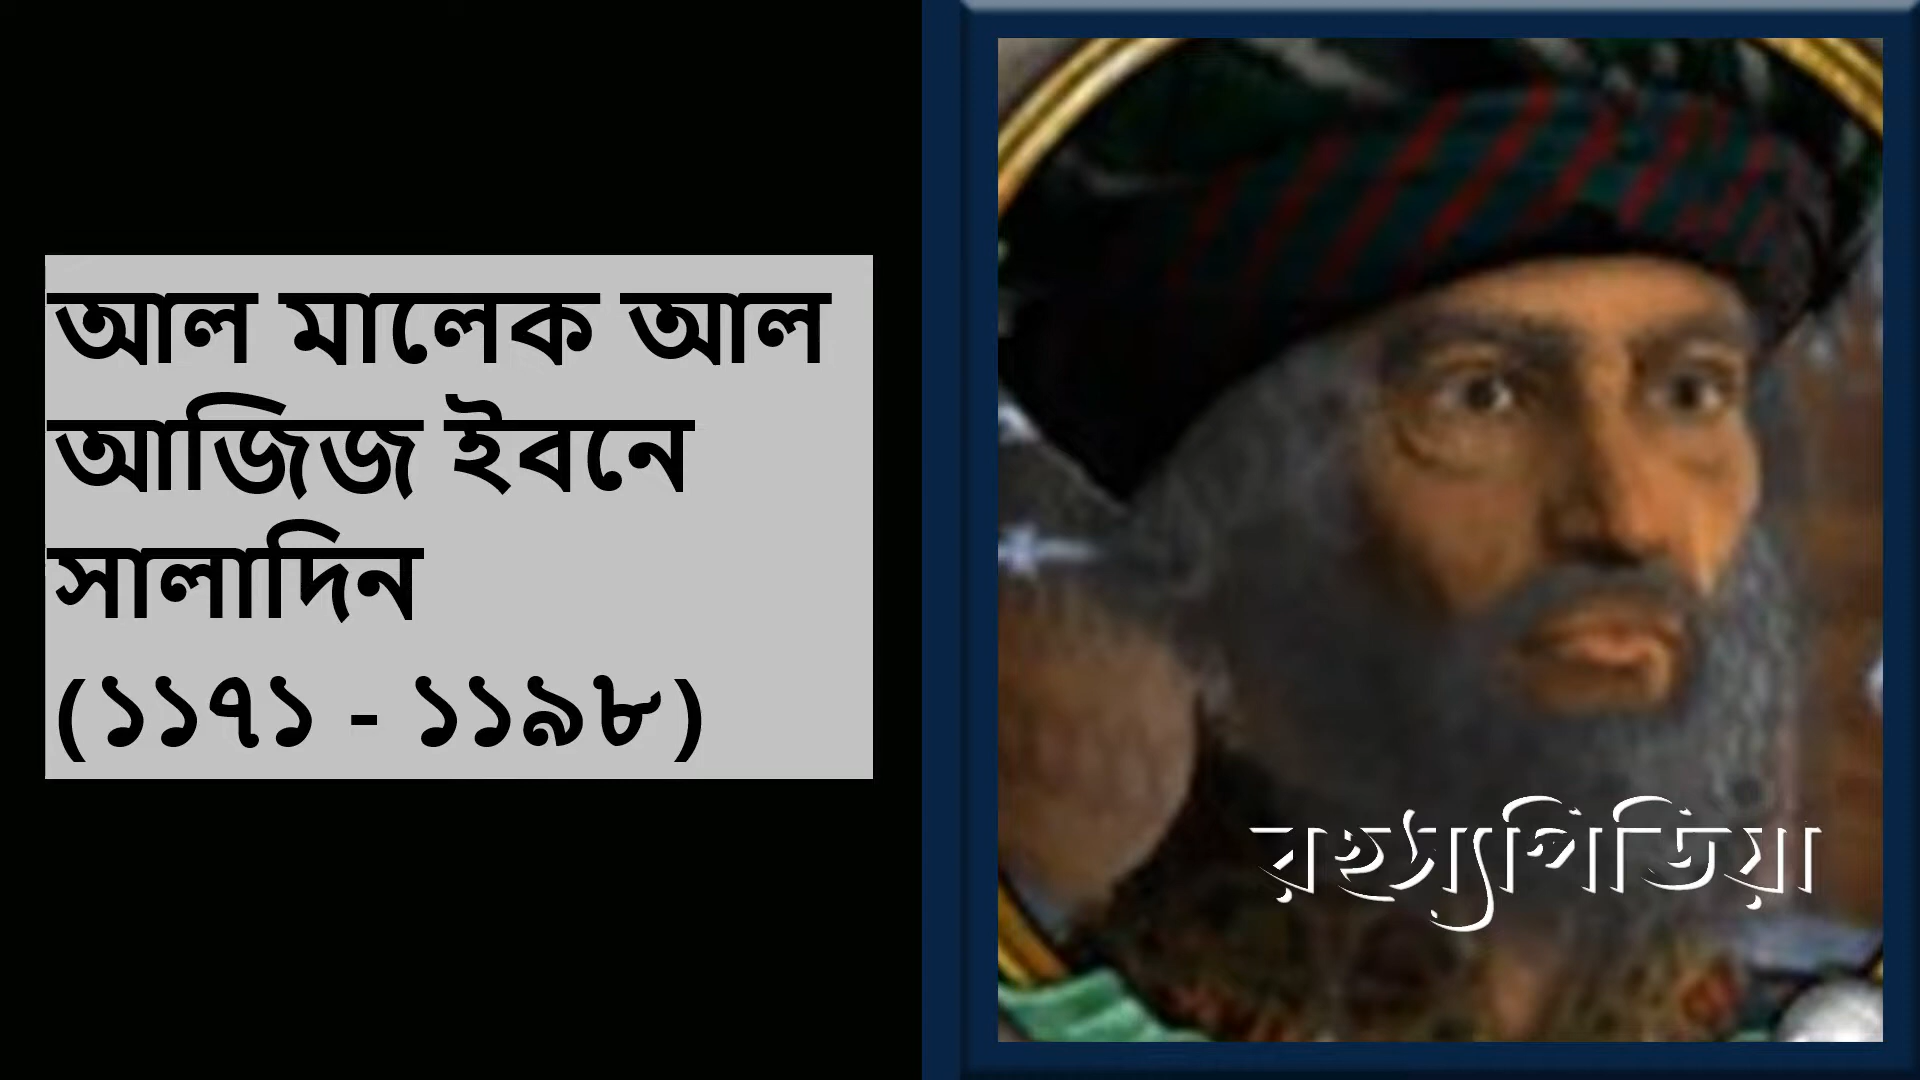 আল মালেক আল
আজিজ ইবনে
সালাদিন
(১১৭১ - ১১৯৮)
রহস্যপিডিয়া